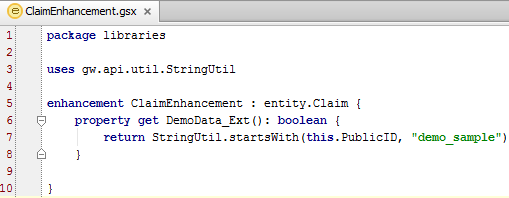 ClaimEnhancement.gsx ×
1 package libraries
2
3 uses gw.api.util.StringUtil
4
5 enhancement ClaimEnhancement : entity.Claim {
6 property get DemoData_Ext(): boolean {
7 return StringUtil.startsWith(this.PublicID, "demo_sample")
8 }
9
10 }